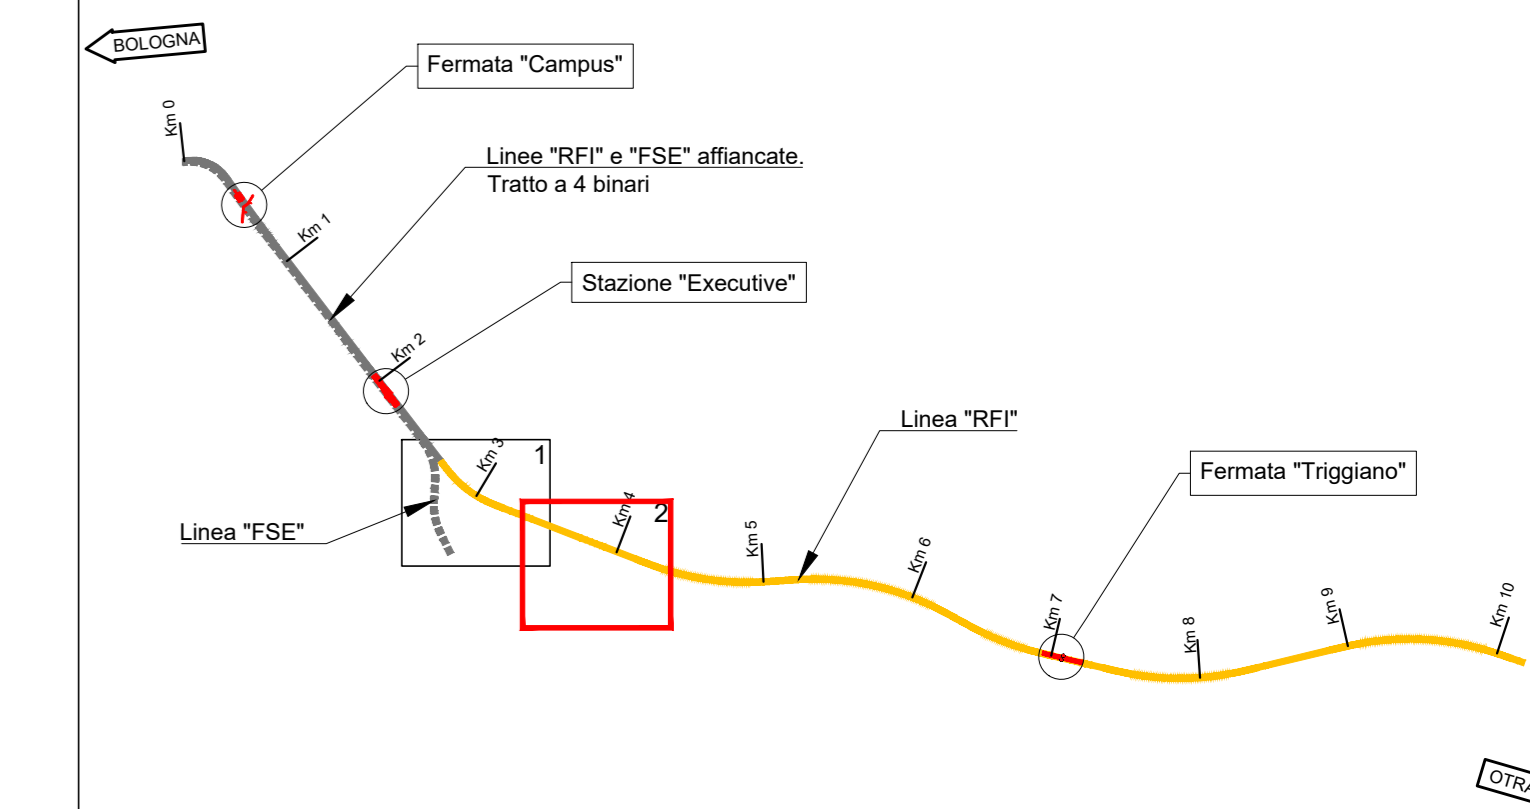 BOLOGNA
Fermata "Campus"
Km 0
Linee "RFI" e "FSE" affiancate.
Tratto a 4 binari
Km 1
Stazione "Executive"
Km 2
Linea "RFI"
Km 3
1
Fermata "Triggiano"
Km 4
2
Linea "FSE"
Km 5
Km 6
Km 7
Km 8
Km 9
Km 10